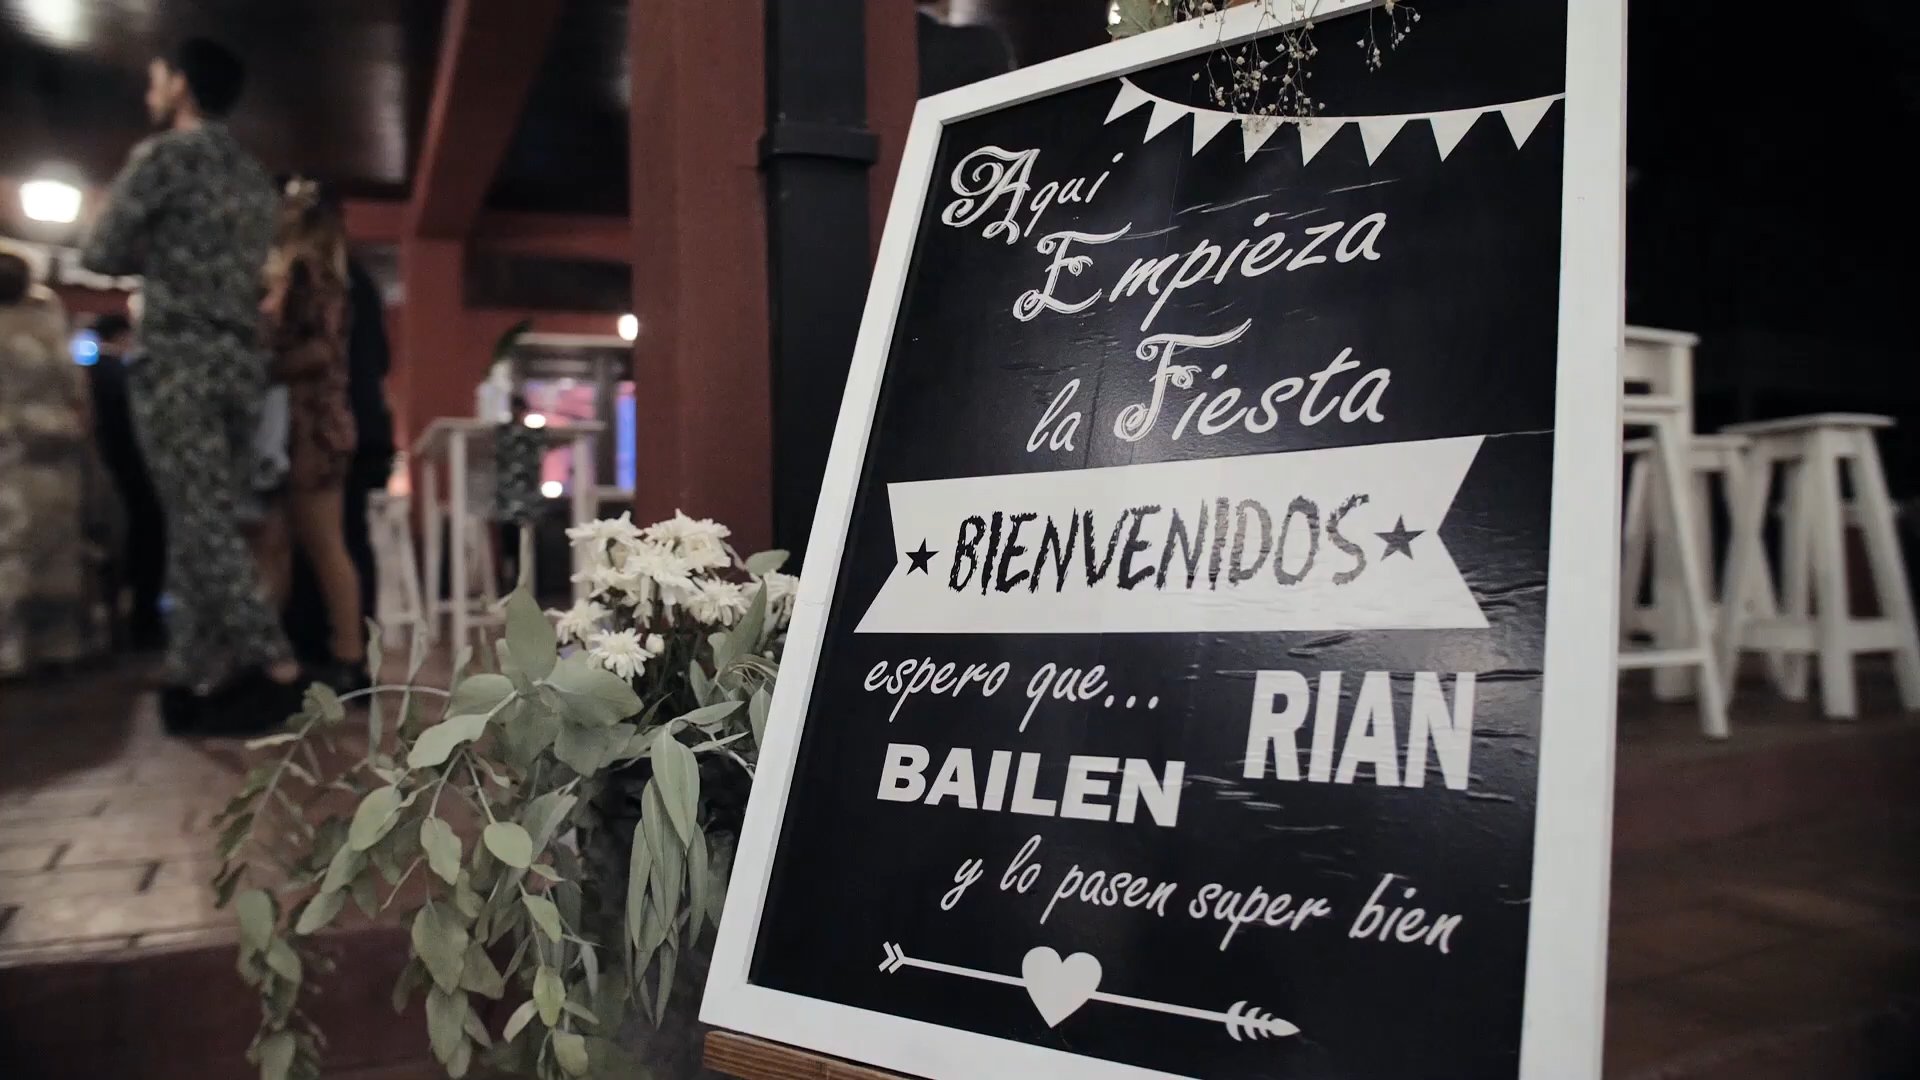 Aqui
Empieza
la Fiesta
BIENVENIDOS
espero que...
RIAN
BAILEN
y lo pasen super bien